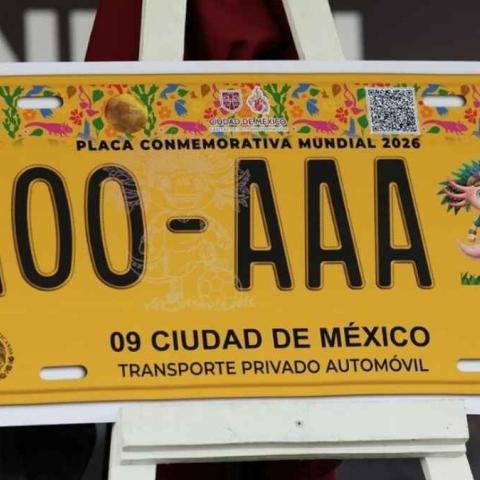 CIUDAD DE MÉXICO
PLACA CONMEMORATIVA MUNDIAL 2026
00-AAA
09 CIUDAD DE MÉXICO
TRANSPORTE PRIVADO AUTOMÓVIL